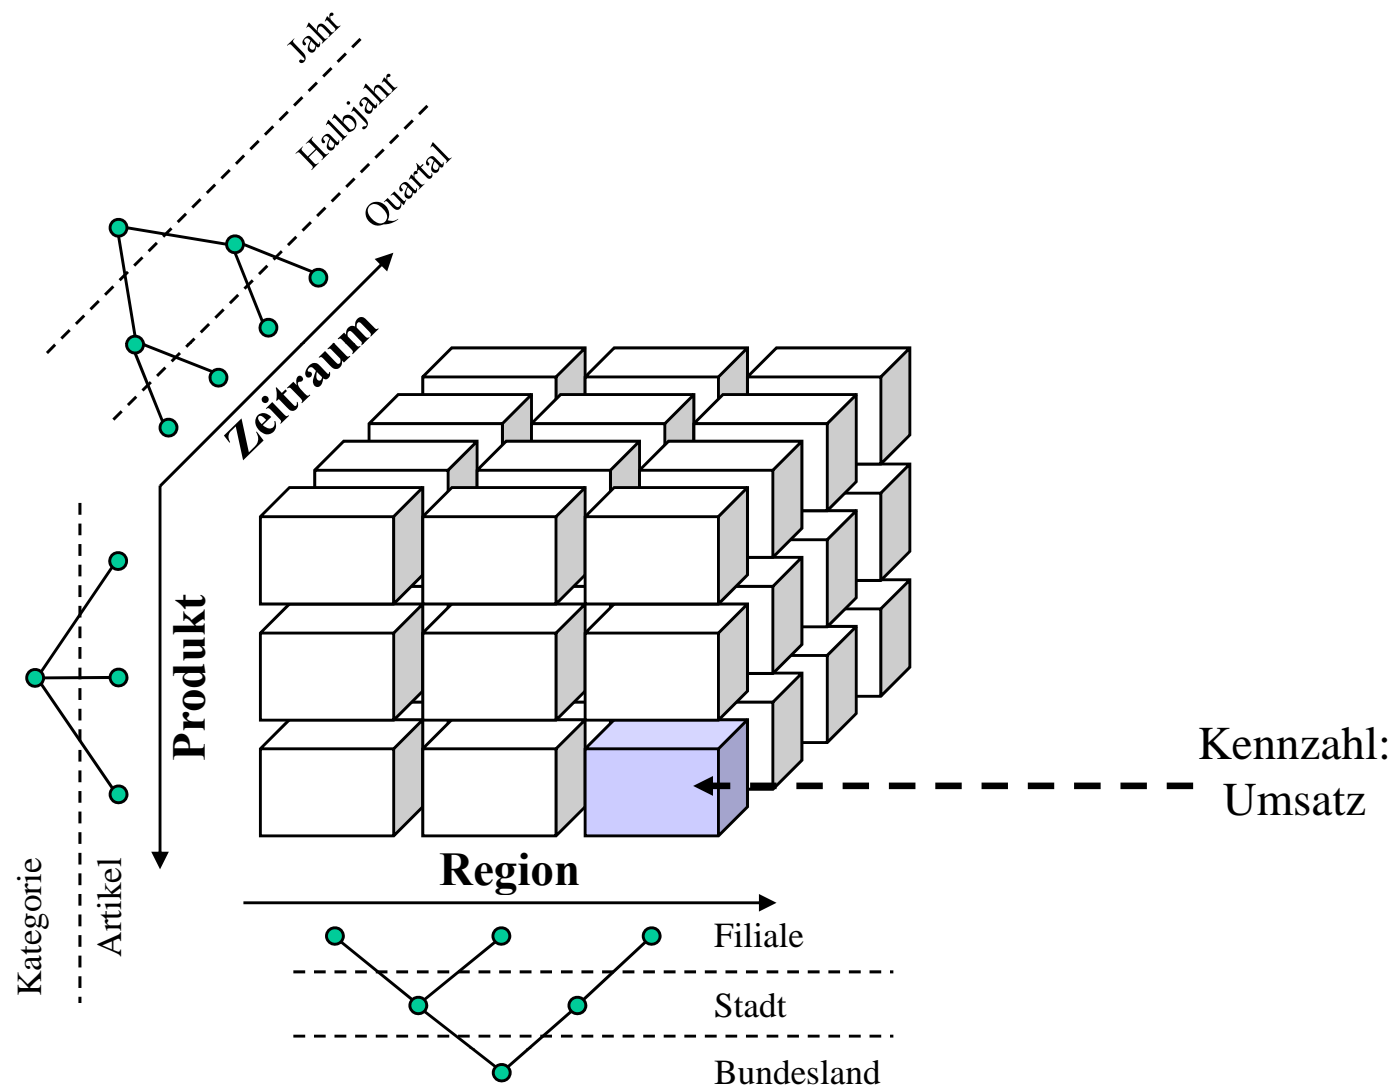 Jahr
Halbjahr
Quartal
Zeitraum
Produkt
Kategorie
Artikel
Kennzahl:
Umsatz
Region
Filiale
Stadt
Bundesland